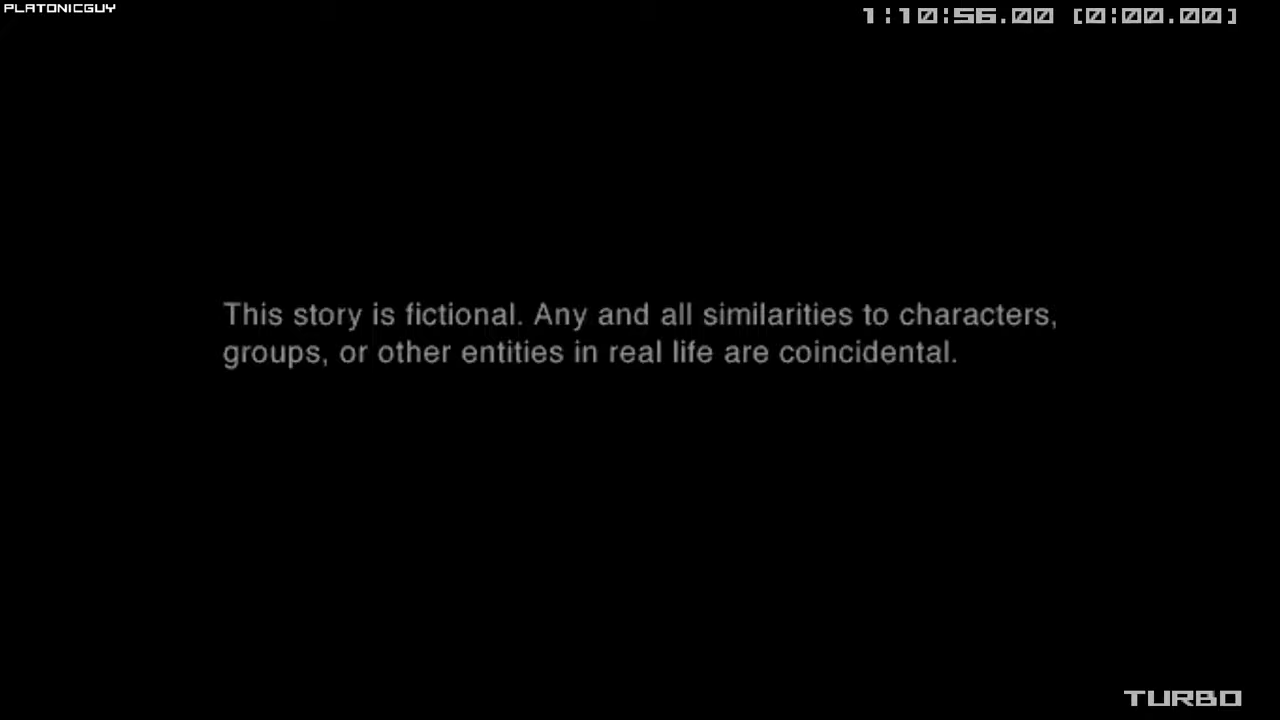 PLATONICGUY
1:10:56.00 [0:00.00]
This story is fictional. Any and all similarities to characters,
groups, or other entities in real life are coincidental.
TURBO